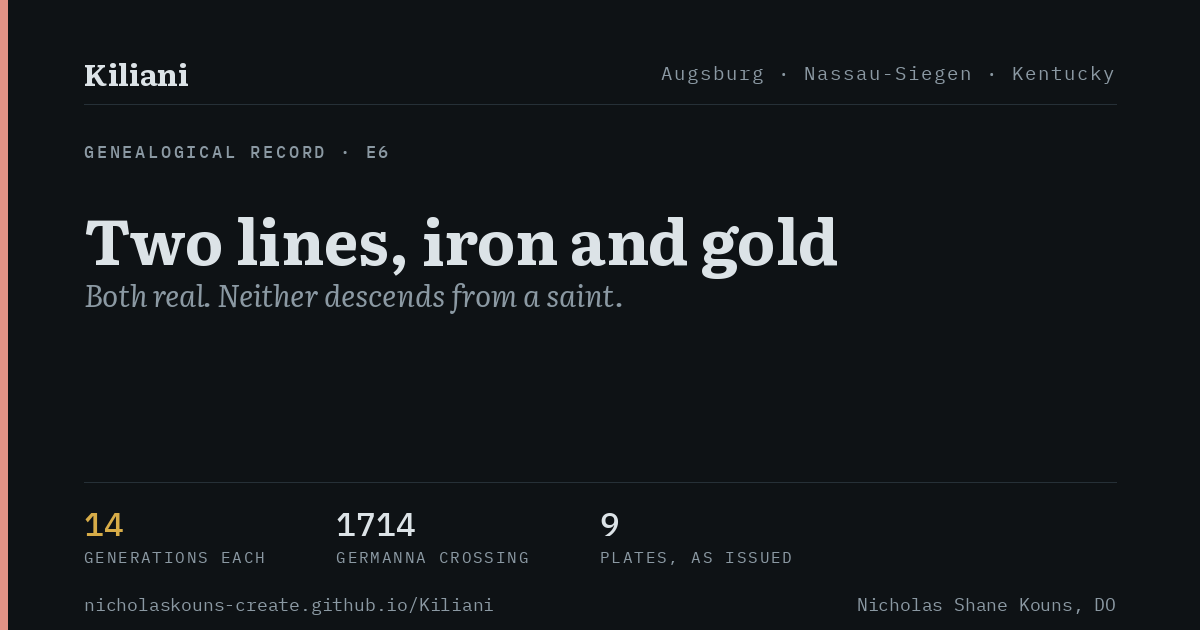 Kiliani
Augsburg · Nassau-Siegen · Kentucky
GENEALOGICAL RECORD · E6
Two lines, iron and gold
Both real. Neither descends from a saint.
14
GENERATIONS EACH
1714
GERMANNA CROSSING
9
PLATES, AS ISSUED
nicholaskouns-create.github.io/Kiliani
Nicholas Shane Kouns, DO